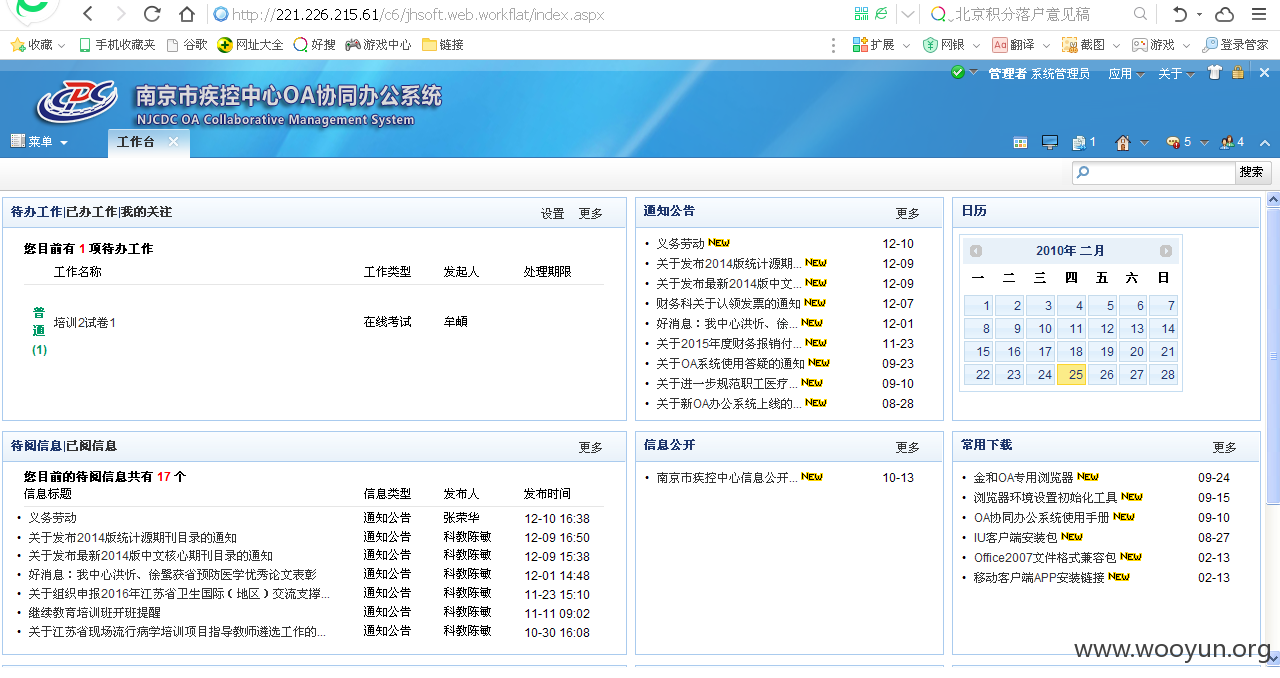 http://221.226.215.61/c6/jhsoft.web.workflat/index.aspx
北京积分落户意见稿
收藏 手机收藏夹 谷歌 网址大全 好搜 游戏中心 链接 扩展 网银 Aa 翻译 截图 游戏 登录管家
CDC 南京市疾控中心OA协同办公系统
NJCDC OA Collaborative Management System
管理者 系统管理员 应用 关于
菜单 工作台 1 5 4
搜索
待办工作|已办工作|我的关注 设置 更多
您目前有 1 项待办工作
工作名称 工作类型 发起人 处理期限
普通(1) 培训2试卷1 在线考试 牟頔
通知公告 更多
义务劳动 NEW 12-10
关于发布2014版统计源期... NEW 12-09
关于发布最新2014版中文... NEW 12-09
财务科关于认领发票的通知 NEW 12-07
好消息：我中心洪忻、徐... NEW 12-01
关于2015年度财务报销付... NEW 11-23
关于OA系统使用答疑的通知 NEW 09-23
关于进一步规范职工医疗... NEW 09-10
关于新OA办公系统上线的... NEW 08-28
日历
2010年 二月
一 二 三 四 五 六 日
1 2 3 4 5 6 7
8 9 10 11 12 13 14
15 16 17 18 19 20 21
22 23 24 25 26 27 28
待阅信息|已阅信息 更多
您目前的待阅信息共有 17 个
信息标题 信息类型 发布人 发布时间
义务劳动 通知公告 张荣华 12-10 16:38
关于发布2014版统计源期刊目录的通知 通知公告 科教陈敏 12-09 16:50
关于发布最新2014版中文核心期刊目录的通知 通知公告 科教陈敏 12-09 15:38
好消息：我中心洪忻、徐斐获省预防医学优秀论文表彰 通知公告 科教陈敏 12-01 14:48
关于组织申报2016年江苏省卫生国际（地区）交流支撑... 通知公告 科教陈敏 11-23 15:10
继续教育培训班开班提醒 通知公告 科教陈敏 11-11 09:02
关于江苏省现场流行病学培训项目指导教师遴选工作的... 通知公告 科教陈敏 10-30 16:08
信息公开 更多
南京市疾控中心信息公开... NEW 10-13
常用下载 更多
金和OA专用浏览器 NEW 09-24
浏览器环境设置初始化工具 NEW 09-15
OA协同办公系统使用手册 NEW 09-10
IU客户端安装包 NEW 08-27
Office2007文件格式兼容包 NEW 02-13
移动客户端APP安装链接 NEW 02-13
www.wooyun.org